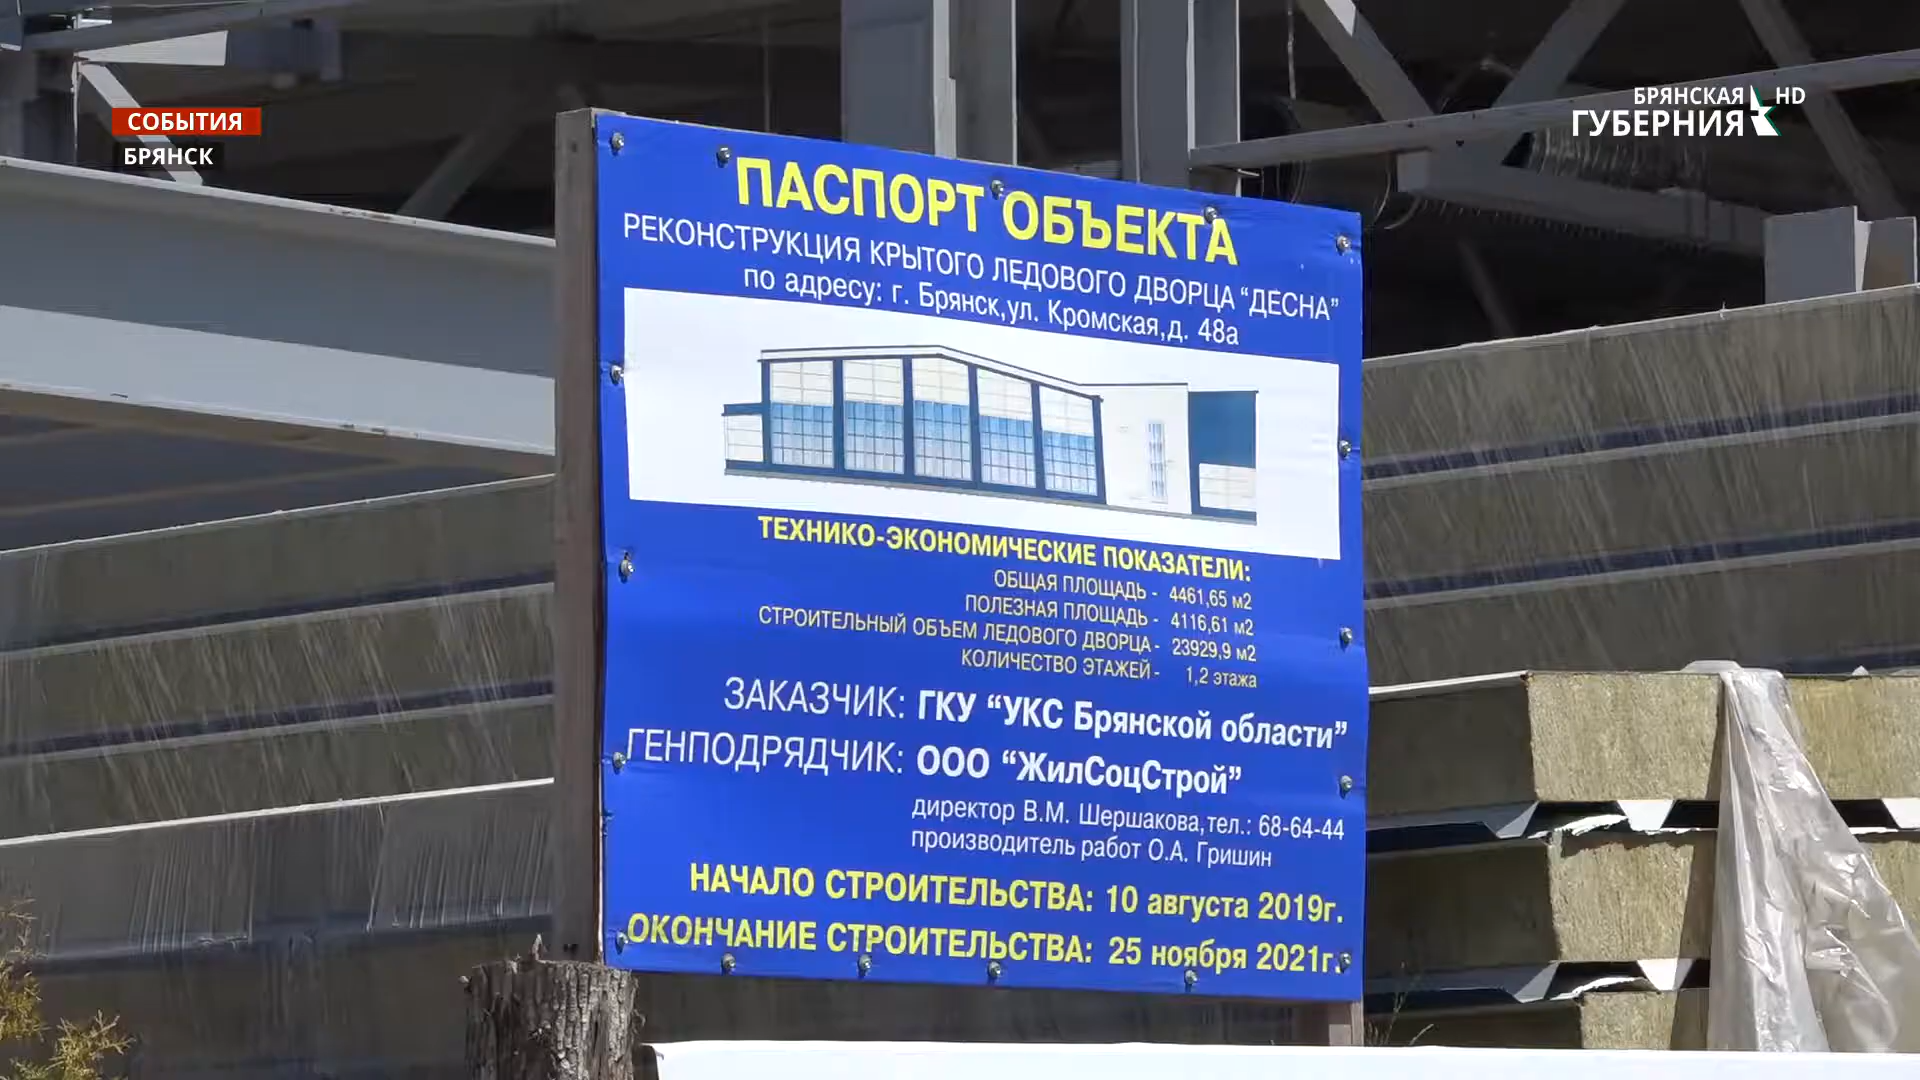 СОБЫТИЯ
БРЯНСК
БРЯНСКАЯ HD
ГУБЕРНИЯ
ПАСПОРТ ОБЪЕКТА
РЕКОНСТРУКЦИЯ КРЫТОГО ЛЕДОВОГО ДВОРЦА “ДЕСНА”
по адресу: г. Брянск,ул. Кромская,д. 48а
ТЕХНИКО-ЭКОНОМИЧЕСКИЕ ПОКАЗАТЕЛИ:
ОБЩАЯ ПЛОЩАДЬ - 4461,65 м2
ПОЛЕЗНАЯ ПЛОЩАДЬ - 4116,61 м2
СТРОИТЕЛЬНЫЙ ОБЪЕМ ЛЕДОВОГО ДВОРЦА - 23929,9 м2
КОЛИЧЕСТВО ЭТАЖЕЙ - 1,2 этажа
ЗАКАЗЧИК: ГКУ “УКС Брянской области”
ГЕНПОДРЯДЧИК: ООО “ЖилСоцСтрой”
директор В.М. Шершакова,тел.: 68-64-44
производитель работ О.А. Гришин
НАЧАЛО СТРОИТЕЛЬСТВА: 10 августа 2019г.
ОКОНЧАНИЕ СТРОИТЕЛЬСТВА: 25 ноября 2021г.